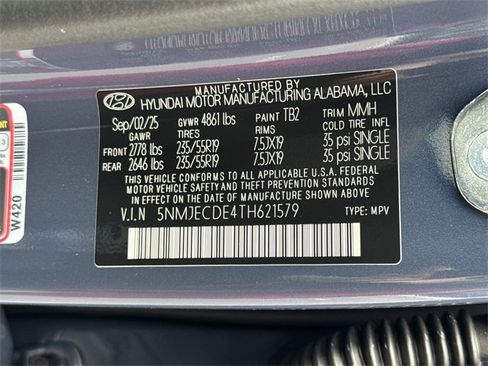 MANUFACTURED BY
HYUNDAI MOTOR MANUFACTURING ALABAMA, LLC
Sep/02/25 GVWR 4861 lbs PAINT TB2 TRIM MMH
GAWR TIRES RIMS COLD TIRE INFL
FRONT 2778 lbs 235/55R19 7.5JX19 35 psi SINGLE
REAR 2646 lbs 235/55R19 7.5JX19 35 psi SINGLE
THIS VEHICLE CONFORMS TO ALL APPLICABLE U.S.A. FEDERAL
MOTOR VEHICLE SAFETY AND BUMPER, AND THEFT PREVENTION
STANDARDS IN EFFECT ON THE DATE OF MANUFACTURE SHOWN ABOVE.
V.I.N 5NMJECDE4TH621579 TYPE: MPV
W420